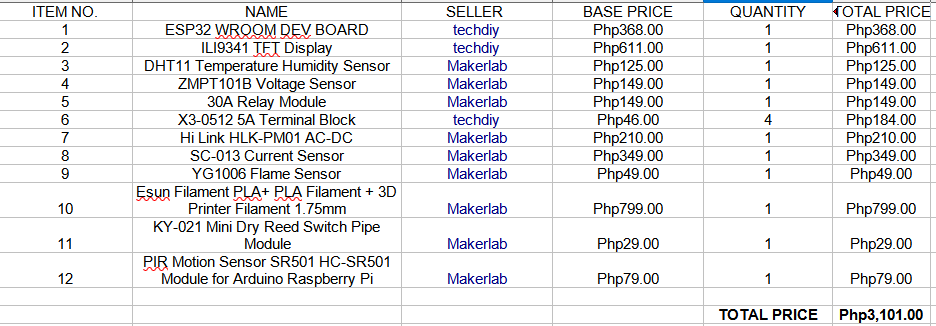 ITEM NO. NAME SELLER BASE PRICE QUANTITY TOTAL PRICE
1 ESP32 WROOM DEV BOARD techdiy Php368.00 1 Php368.00
2 ILI9341 TFT Display techdiy Php611.00 1 Php611.00
3 DHT11 Temperature Humidity Sensor Makerlab Php125.00 1 Php125.00
4 ZMPT101B Voltage Sensor Makerlab Php149.00 1 Php149.00
5 30A Relay Module Makerlab Php149.00 1 Php149.00
6 X3-0512 5A Terminal Block techdiy Php46.00 4 Php184.00
7 Hi Link HLK-PM01 AC-DC Makerlab Php210.00 1 Php210.00
8 SC-013 Current Sensor Makerlab Php349.00 1 Php349.00
9 YG1006 Flame Sensor Makerlab Php49.00 1 Php49.00
Esun Filament PLA+ PLA Filament + 3D
10 Printer Filament 1.75mm Makerlab Php799.00 1 Php799.00
KY-021 Mini Dry Reed Switch Pipe
11 Module Makerlab Php29.00 1 Php29.00
PIR Motion Sensor SR501 HC-SR501
12 Module for Arduino Raspberry Pi Makerlab Php79.00 1 Php79.00
TOTAL PRICE Php3,101.00